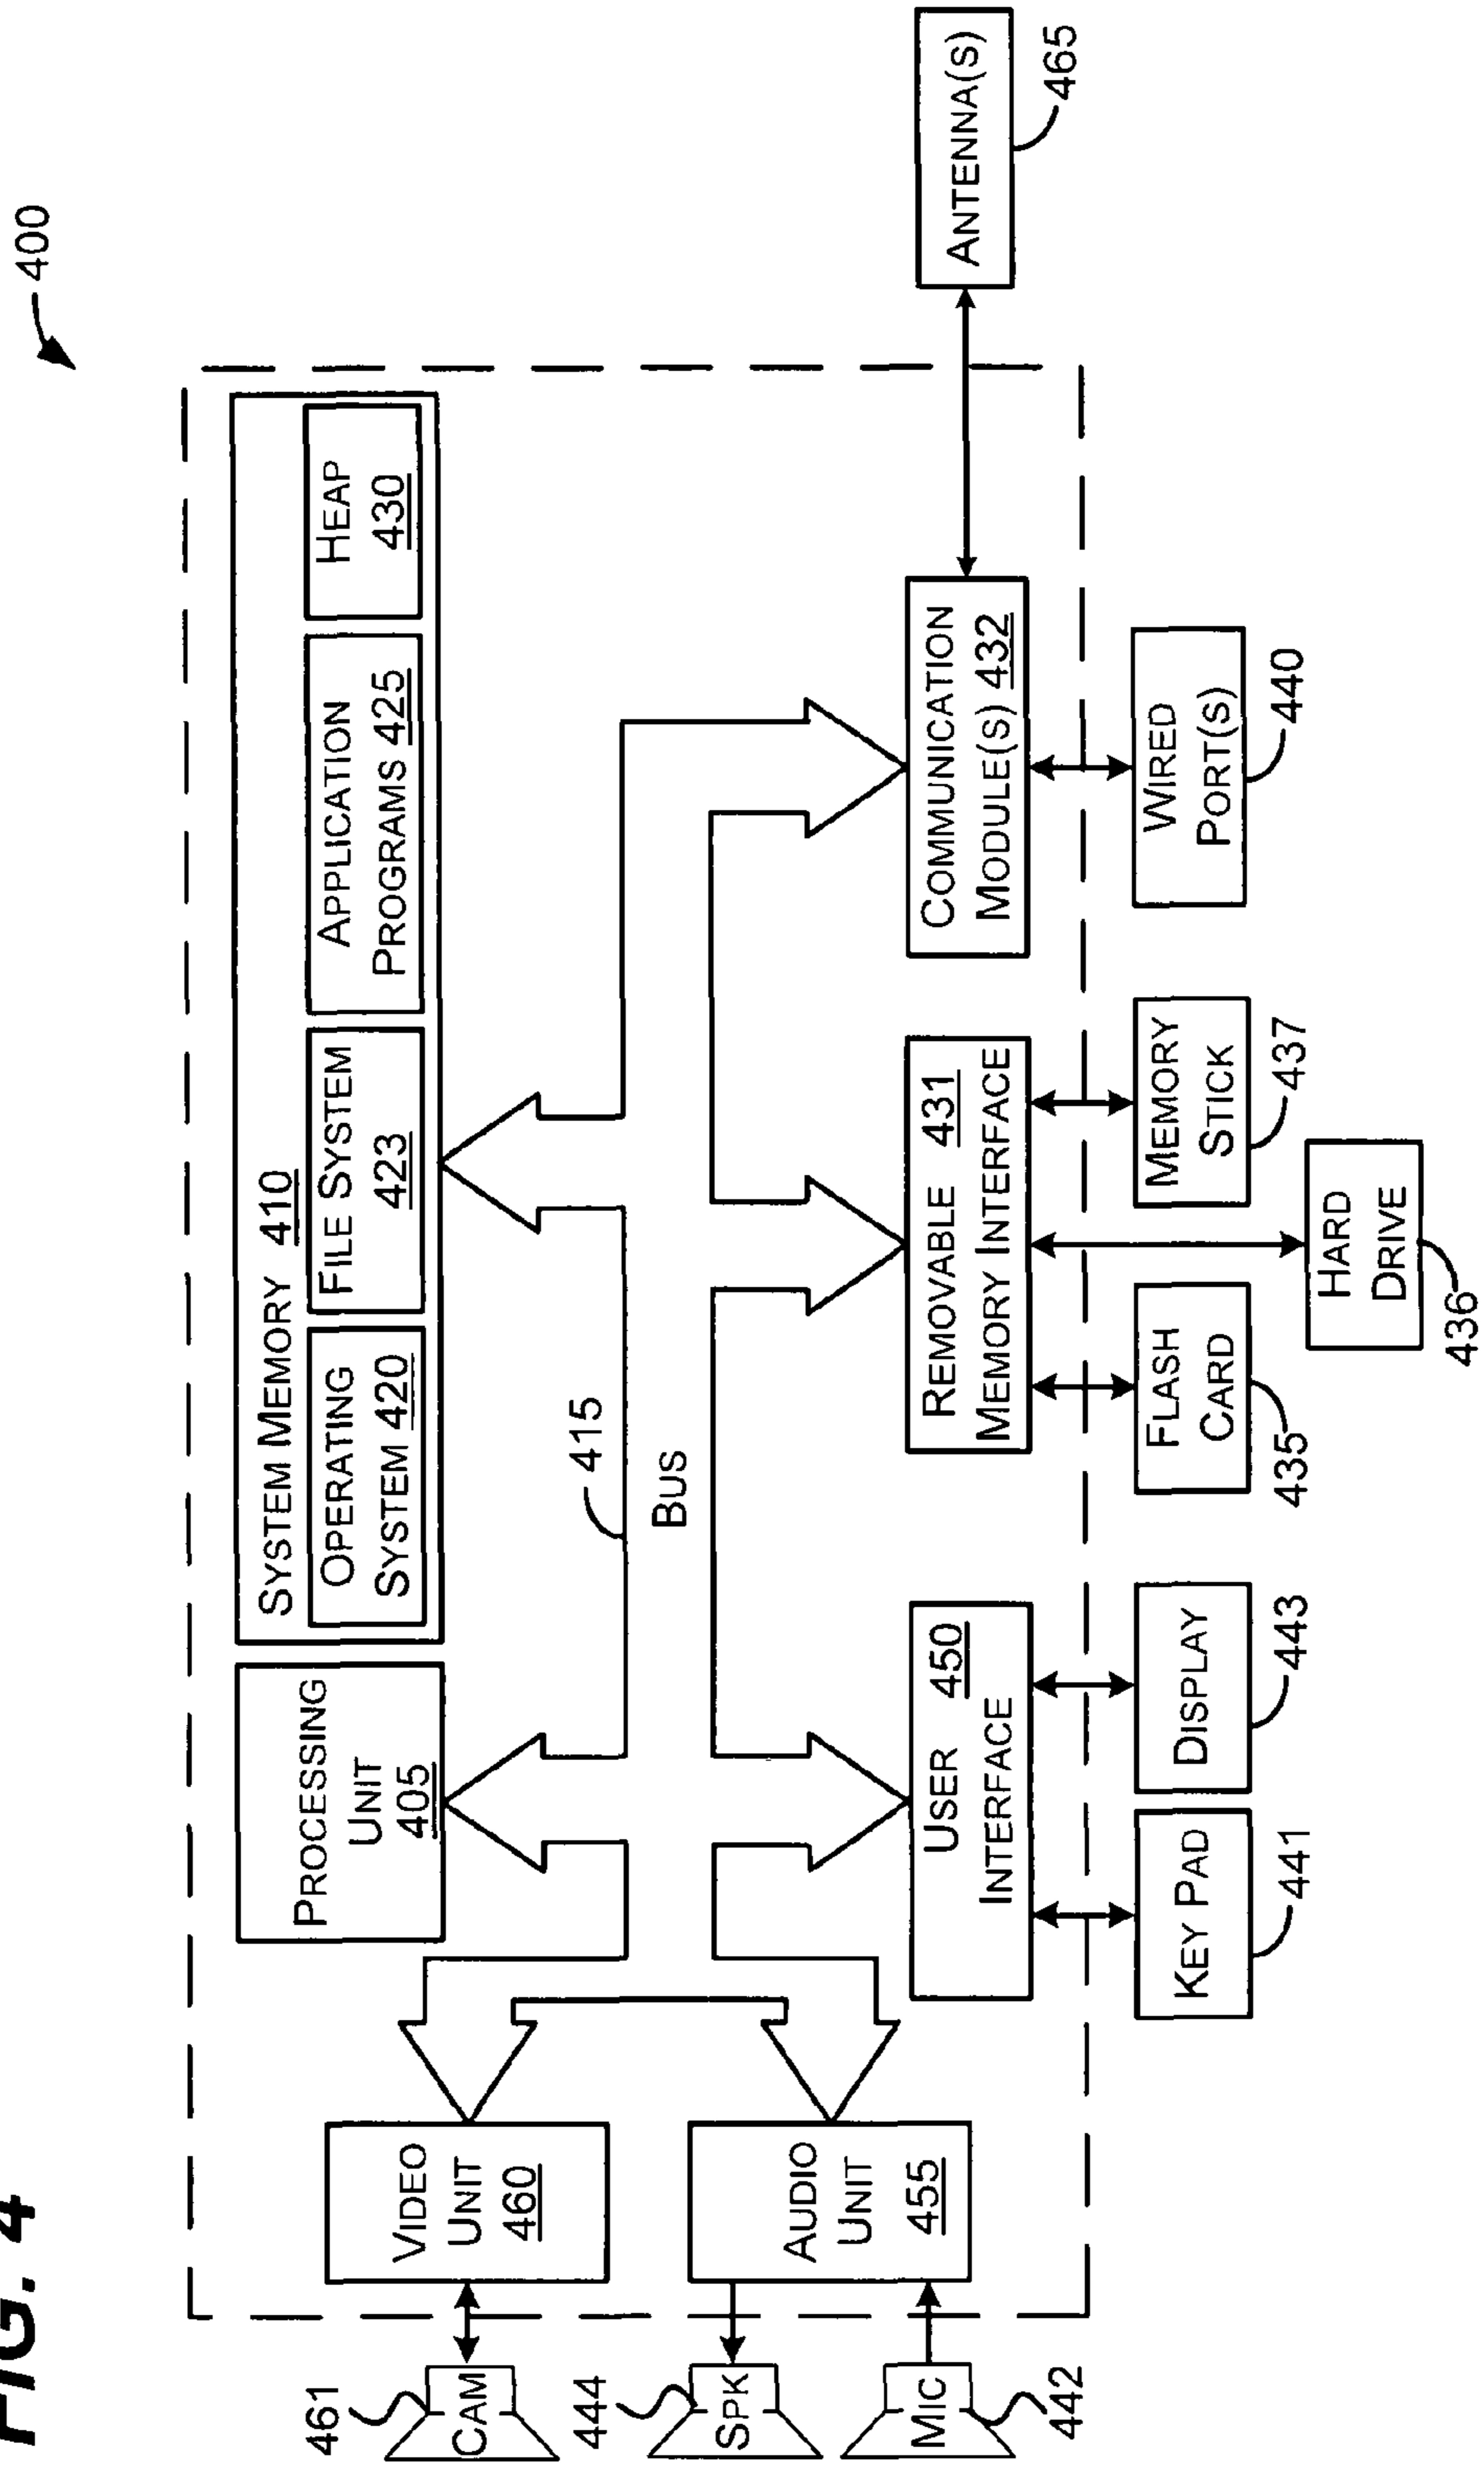 FIG. 4
400
SYSTEM MEMORY 410
PROCESSING
UNIT
405
OPERATING
SYSTEM 420
FILE SYSTEM
423
APPLICATION
PROGRAMS 425
HEAP
430
VIDEO
UNIT
460
461
CAM
415
BUS
444
SPK
AUDIO
UNIT
455
MIC
442
USER 450
INTERFACE
REMOVABLE 431
MEMORY INTERFACE
COMMUNICATION
MODULE(S) 432
ANTENNA(S)
465
KEY PAD
441
DISPLAY
443
FLASH
CARD
435
HARD
DRIVE
436
MEMORY
STICK
437
WIRED
PORT(S)
440